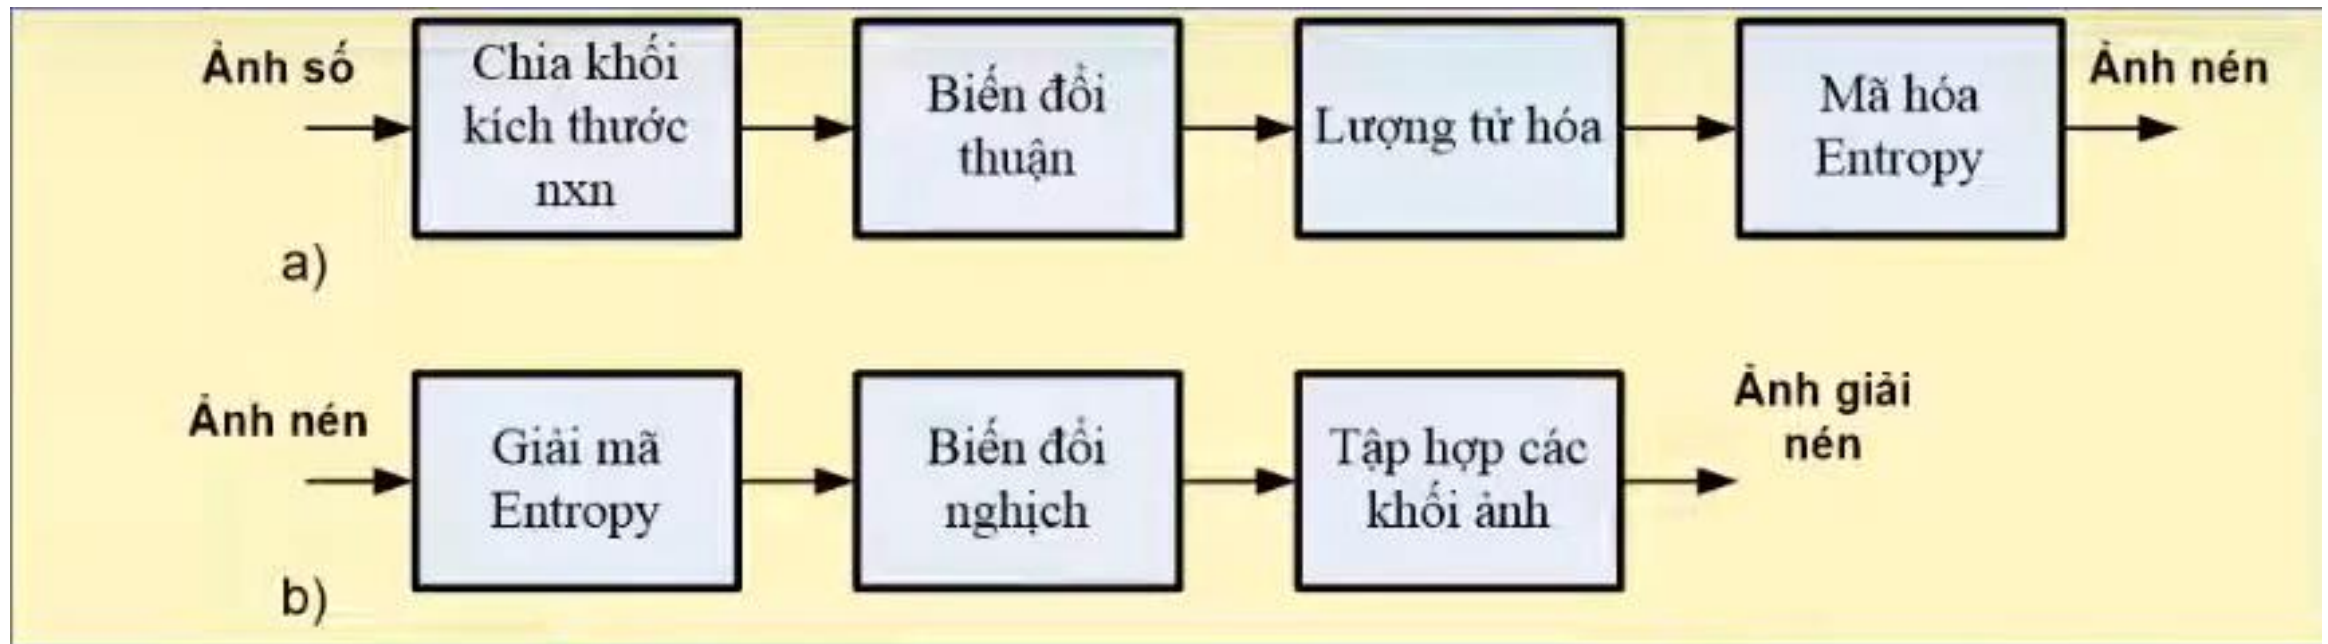 Ảnh số
Chia khối
kích thước
nxn
Biến đổi
thuận
Lượng tử hóa
Mã hóa
Entropy
Ảnh nén
a)
Ảnh nén
Giải mã
Entropy
Biến đổi
nghịch
Tập hợp các
khối ảnh
Ảnh giải
nén
b)